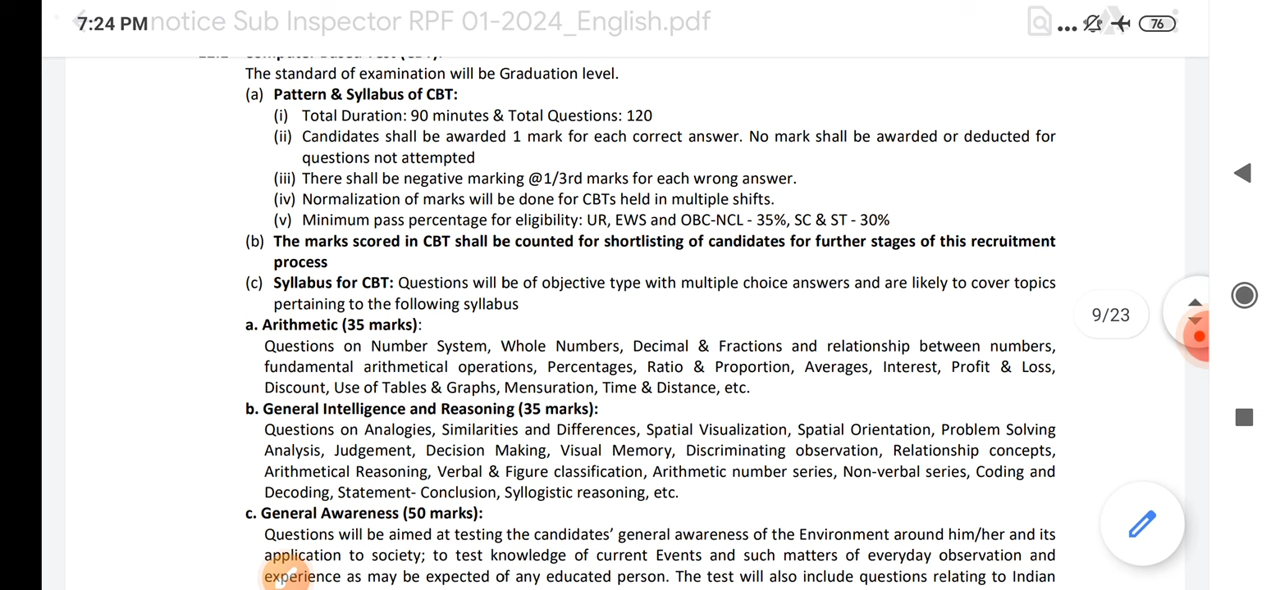 7:24 PM notice Sub Inspector RPF 01-2024_English.pdf
76
The standard of examination will be Graduation level.
(a) Pattern & Syllabus of CBT:
(i) Total Duration: 90 minutes & Total Questions: 120
(ii) Candidates shall be awarded 1 mark for each correct answer. No mark shall be awarded or deducted for
questions not attempted
(iii) There shall be negative marking @1/3rd marks for each wrong answer.
(iv) Normalization of marks will be done for CBTs held in multiple shifts.
(v) Minimum pass percentage for eligibility: UR, EWS and OBC-NCL - 35%, SC & ST - 30%
(b) The marks scored in CBT shall be counted for shortlisting of candidates for further stages of this recruitment
process
(c) Syllabus for CBT: Questions will be of objective type with multiple choice answers and are likely to cover topics
pertaining to the following syllabus
9/23
a. Arithmetic (35 marks):
Questions on Number System, Whole Numbers, Decimal & Fractions and relationship between numbers,
fundamental arithmetical operations, Percentages, Ratio & Proportion, Averages, Interest, Profit & Loss,
Discount, Use of Tables & Graphs, Mensuration, Time & Distance, etc.
b. General Intelligence and Reasoning (35 marks):
Questions on Analogies, Similarities and Differences, Spatial Visualization, Spatial Orientation, Problem Solving
Analysis, Judgement, Decision Making, Visual Memory, Discriminating observation, Relationship concepts,
Arithmetical Reasoning, Verbal & Figure classification, Arithmetic number series, Non-verbal series, Coding and
Decoding, Statement- Conclusion, Syllogistic reasoning, etc.
c. General Awareness (50 marks):
Questions will be aimed at testing the candidates' general awareness of the Environment around him/her and its
application to society; to test knowledge of current Events and such matters of everyday observation and
experience as may be expected of any educated person. The test will also include questions relating to Indian